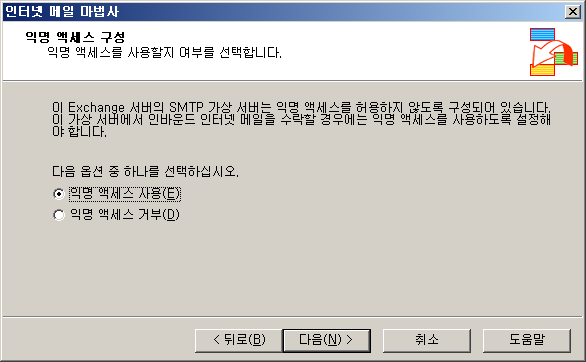 인터넷 메일 마법사
익명 액세스 구성
익명 액세스를 사용할지 여부를 선택합니다.
이 Exchange 서버의 SMTP 가상 서버는 익명 액세스를 허용하지 않도록 구성되어 있습니다.
이 가상 서버에서 인바운드 인터넷 메일을 수락할 경우에는 익명 액세스를 사용하도록 설정해
야 합니다.
다음 옵션 중 하나를 선택하십시오.
익명 액세스 사용(E)
익명 액세스 거부(D)
< 뒤로(B) 다음(N) > 취소 도움말